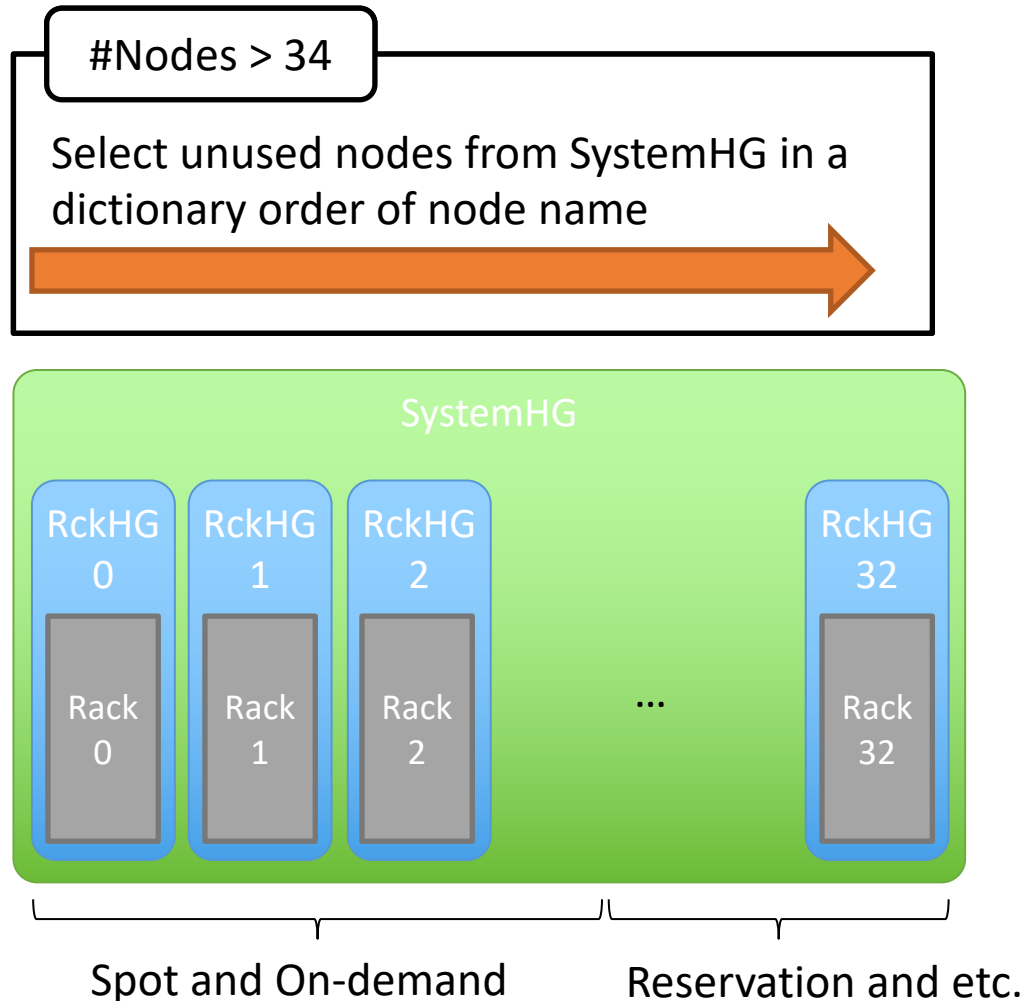 #Nodes > 34
Select unused nodes from SystemHG in a
dictionary order of node name
SystemHG
RckHG
0
RckHG
1
RckHG
2
RckHG
32
Rack
0
Rack
1
Rack
2
...
Rack
32
Spot and On-demand
Reservation and etc.